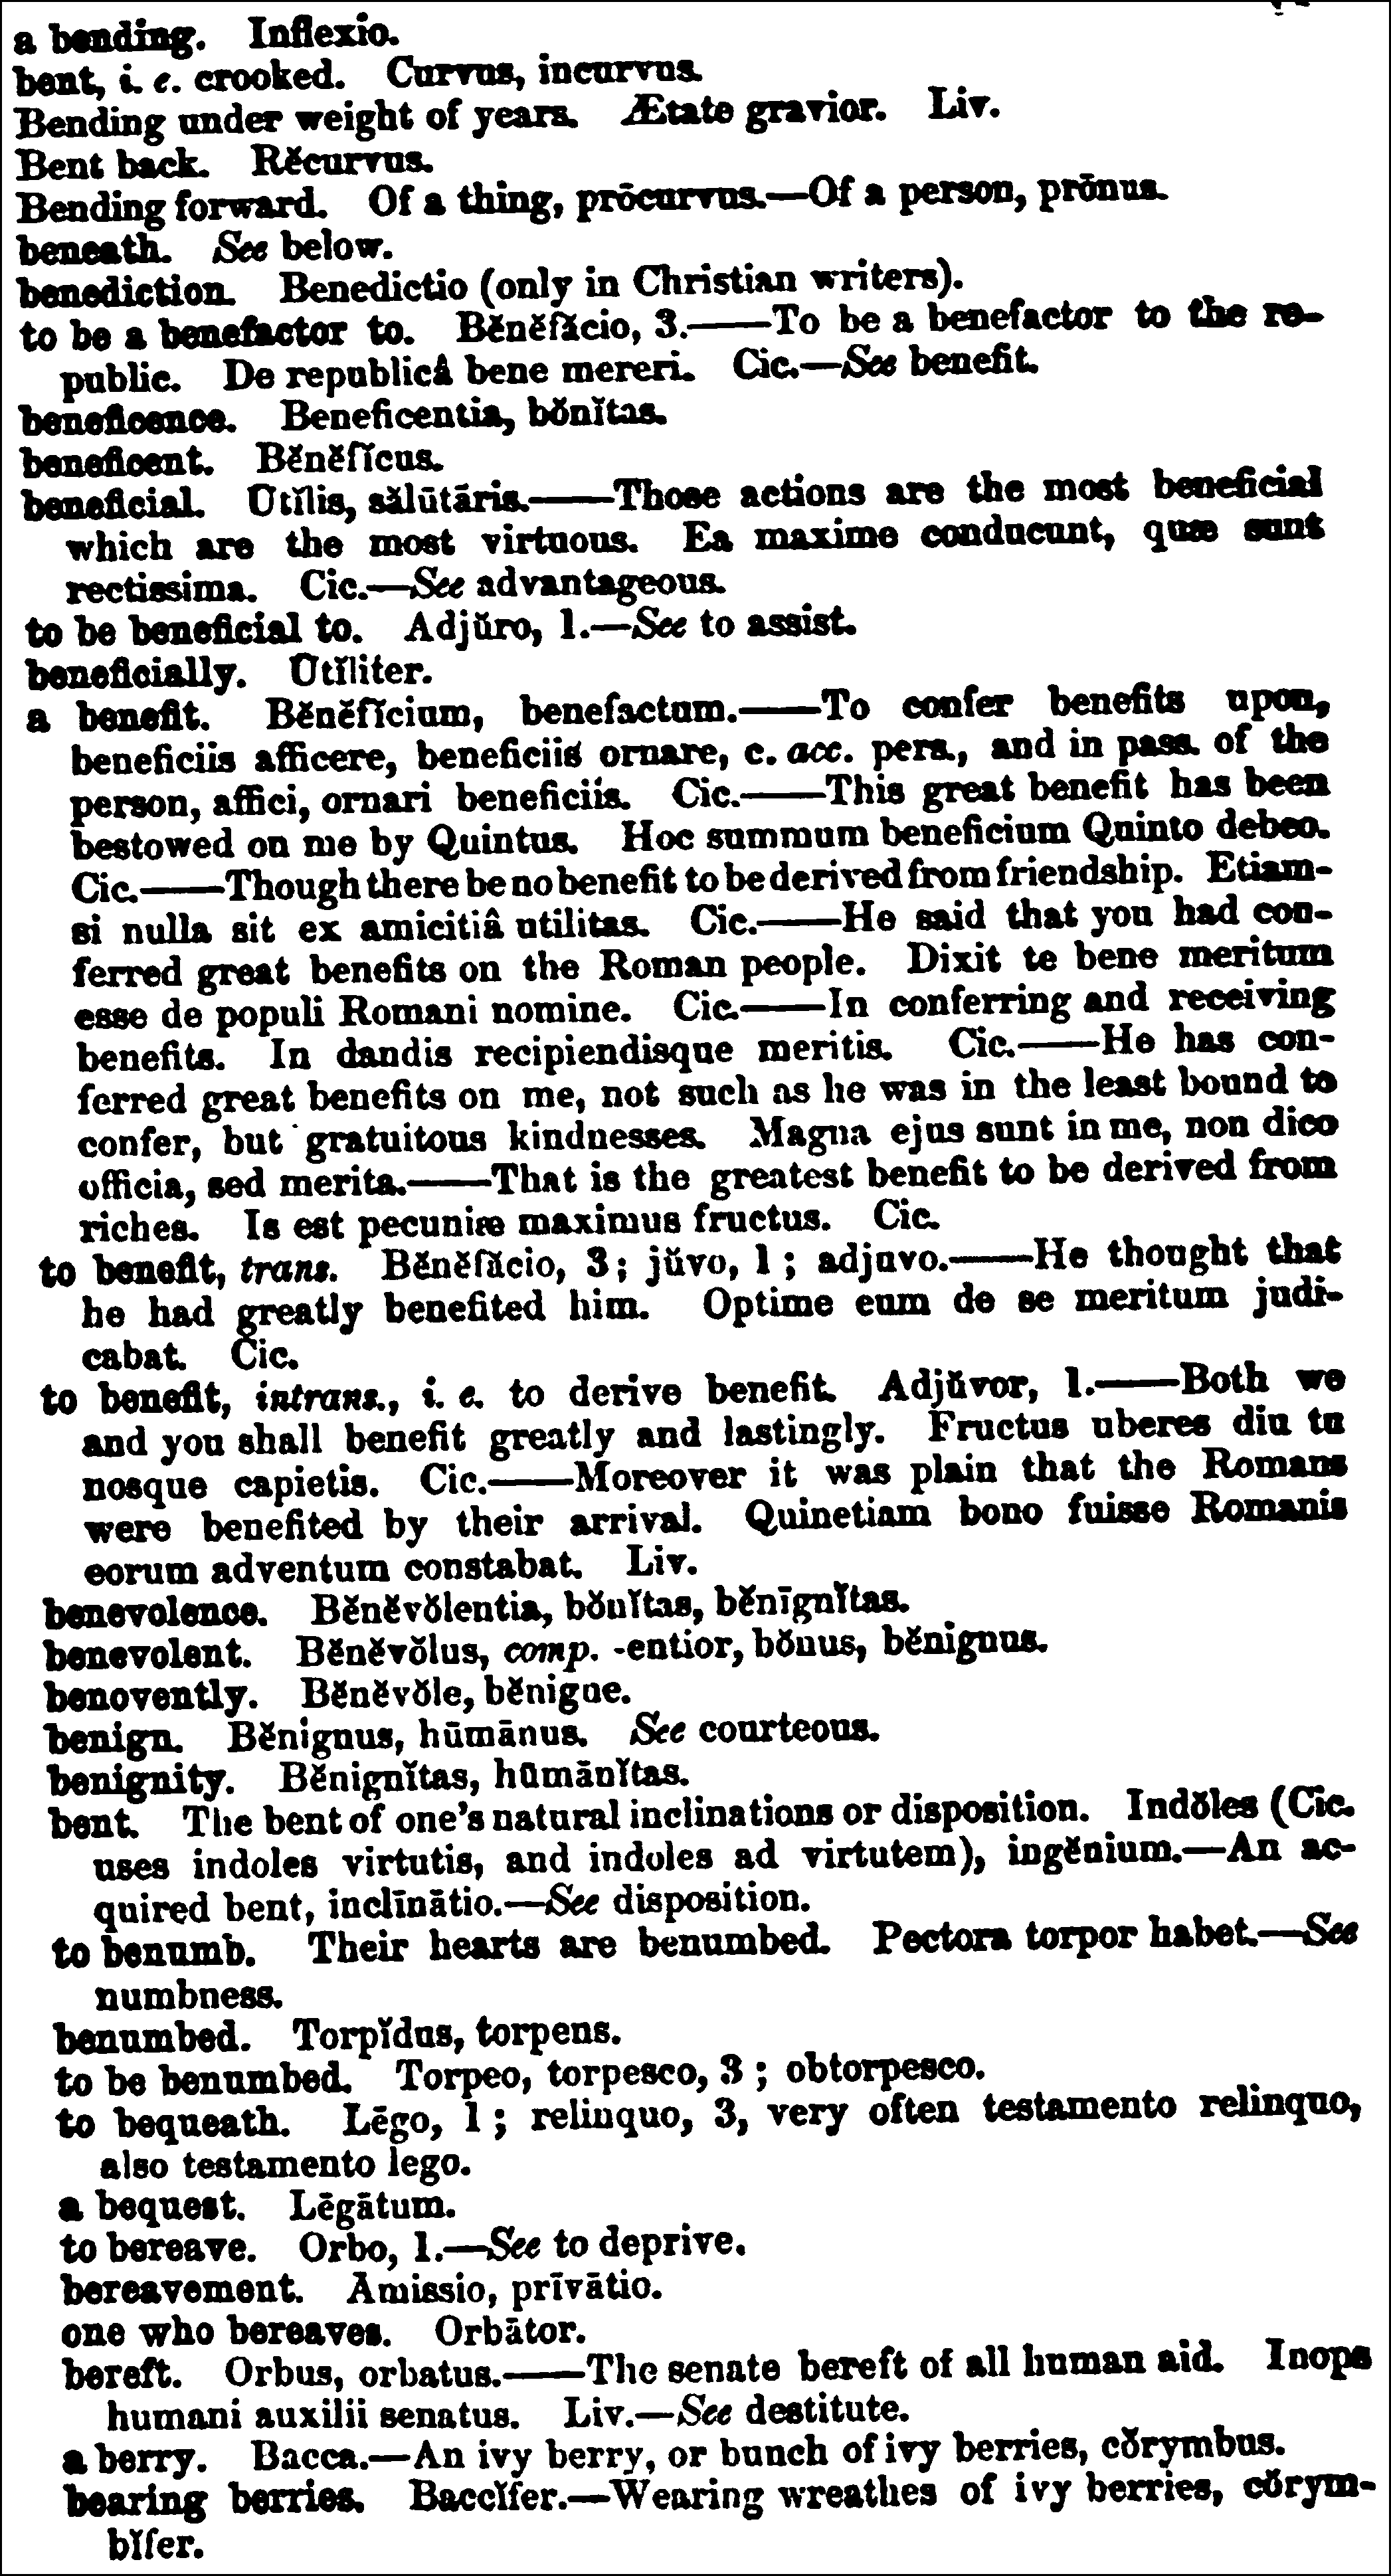 a bending. Inflexio.
bent, i. e. crooked. Curvus, incurvus.
Bending under weight of years. Ætate gravior. Liv.
Bent back. Rĕcurvus.
Bending forward. Of a thing, prōcurvus.—Of a person, prōnus.
beneath. See below.
benediction. Benedictio (only in Christian writers).
to be a benefactor to. Bĕnĕfăcio, 3.——To be a benefactor to the re-
public. De republicâ bene mereri. Cic.—See benefit.
beneficence. Beneficentia, bŏnĭtas.
beneficent. Bĕnĕfĭcus.
beneficial. Ūtĭlis, sălūtāris.——Those actions are the most beneficial
which are the most virtuous. Ea maxime conducunt, quæ sunt
rectissima. Cic.—See advantageous.
to be beneficial to. Adjŭro, 1.—See to assist.
beneficially. Ūtĭliter.
a benefit. Bĕnĕfĭcium, benefactum.——To confer benefits upon,
beneficiis afficere, beneficiis ornare, c. acc. pers., and in pass. of the
person, affici, ornari beneficiis. Cic.——This great benefit has been
bestowed on me by Quintus. Hoc summum beneficium Quinto debeo.
Cic.——Though there be no benefit to be derived from friendship. Etiam-
si nulla sit ex amicitiâ utilitas. Cic.——He said that you had con-
ferred great benefits on the Roman people. Dixit te bene meritum
esse de populi Romani nomine. Cic.——In conferring and receiving
benefits. In dandis recipiendisque meritis. Cic.——He has con-
ferred great benefits on me, not such as he was in the least bound to
confer, but gratuitous kindnesses. Magna ejus sunt in me, non dico
officia, sed merita.——That is the greatest benefit to be derived from
riches. Is est pecuniæ maximus fructus. Cic.
to benefit, trans. Bĕnĕfăcio, 3; jŭvo, 1; adjuvo.——He thought that
he had greatly benefited him. Optime eum de se meritum judi-
cabat. Cic.
to benefit, intrans., i. e. to derive benefit. Adjŭvor, 1.——Both we
and you shall benefit greatly and lastingly. Fructus uberes diu tu
nosque capietis. Cic.——Moreover it was plain that the Romans
were benefited by their arrival. Quinetiam bono fuisse Romanis
eorum adventum constabat. Liv.
benevolence. Bĕnĕvŏlentia, bŏnĭtas, bĕnīgnĭtas.
benevolent. Bĕnĕvŏlus, comp. -entior, bŏnus, bĕnignus.
benovently. Bĕnĕvŏle, bĕnigne.
benign. Bĕnignus, hūmānus. See courteous.
benignity. Bĕnignĭtas, hūmānĭtas.
bent. The bent of one's natural inclinations or disposition. Indŏles (Cic.
uses indoles virtutis, and indoles ad virtutem), ingĕnium.—An ac-
quired bent, inclīnātio.—See disposition.
to benumb. Their hearts are benumbed. Pectora torpor habet.—See
numbness.
benumbed. Torpĭdus, torpens.
to be benumbed. Torpeo, torpesco, 3; obtorpesco.
to bequeath. Lēgo, 1; relinquo, 3, very often testamento relinquo,
also testamento lego.
a bequest. Lēgātum.
to bereave. Orbo, 1.—See to deprive.
bereavement. Āmissio, prīvātio.
one who bereaves. Orbātor.
bereft. Orbus, orbatus.——The senate bereft of all human aid. Inops
humani auxilii senatus. Liv.—See destitute.
a berry. Bacca.—An ivy berry, or bunch of ivy berries, cŏrymbus.
bearing berries. Baccĭfer.—Wearing wreathes of ivy berries, cŏrym-
bĭfer.